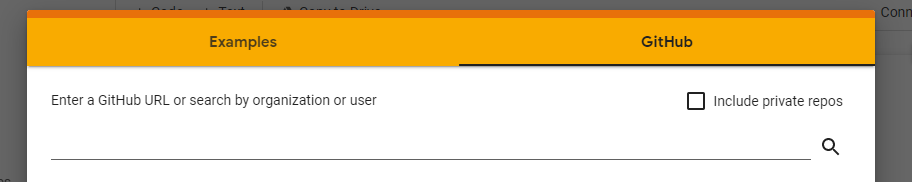 Examples
GitHub
Enter a GitHub URL or search by organization or user
Include private repos